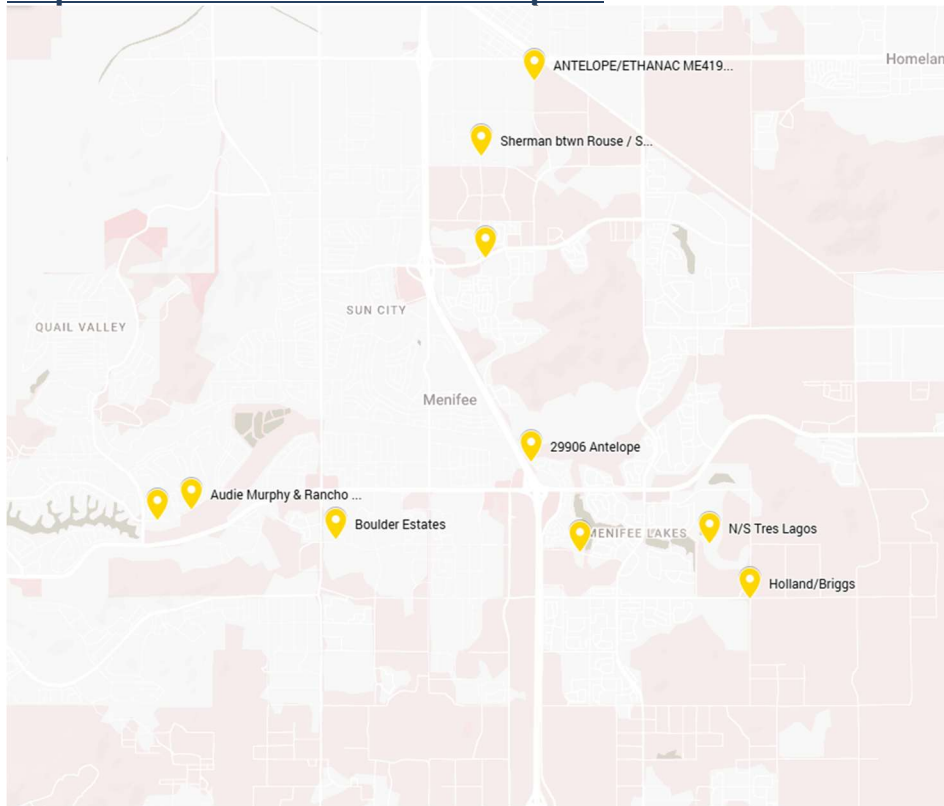 Homelan
ANTELOPE/ETHANAC ME419...
Sherman btwn Rouse / S...
SUN CITY
QUAIL VALLEY
Menifee
29906 Antelope
Audie Murphy & Rancho ...
Boulder Estates
MENIFEE LAKES
N/S Tres Lagos
Holland/Briggs